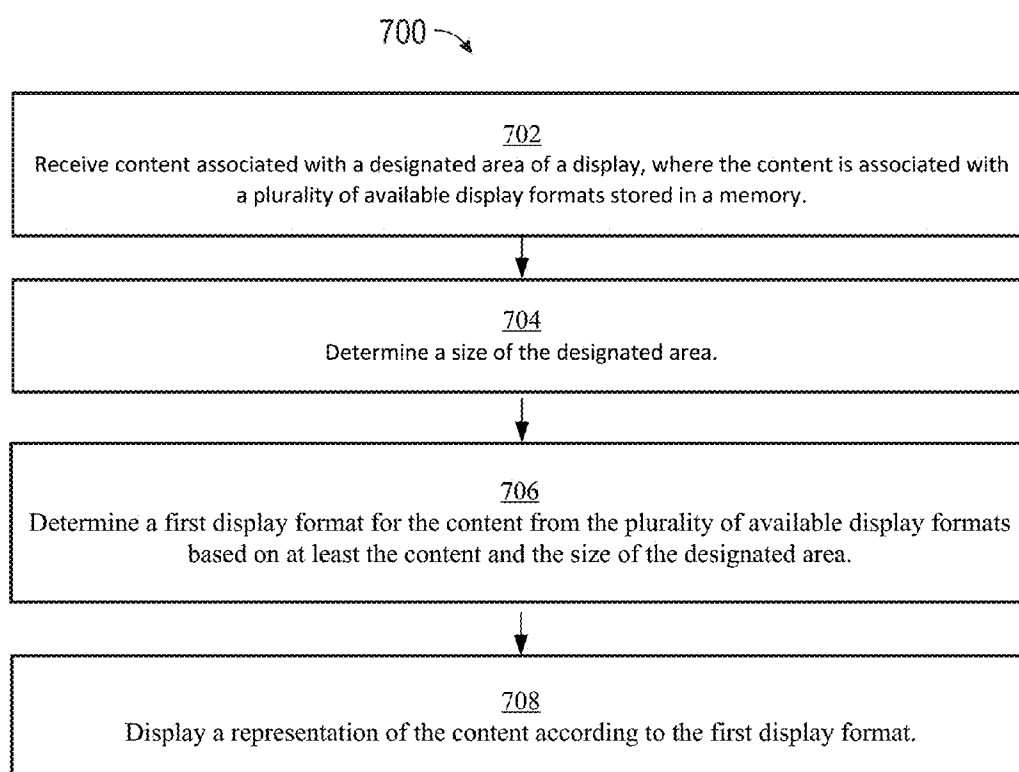 700
702
Receive content associated with a designated area of a display, where the content is associated with
a plurality of available display formats stored in a memory.
704
Determine a size of the designated area.
706
Determine a first display format for the content from the plurality of available display formats
based on at least the content and the size of the designated area.
708
Display a representation of the content according to the first display format.